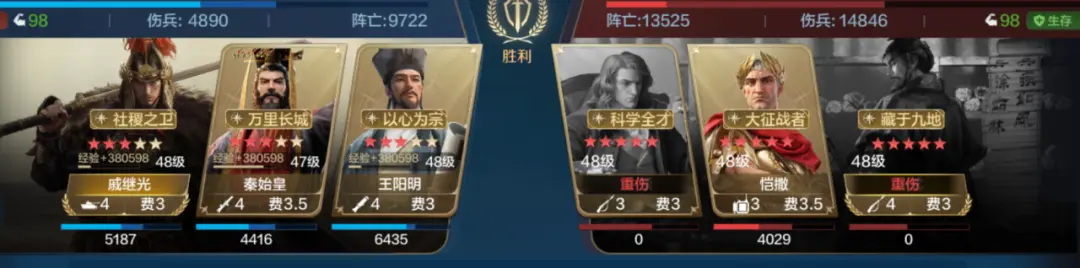 98 伤兵: 4890 阵亡:9722
胜利
阵亡:13525 伤兵: 14846 98 生存
社稷之卫
经验+380598 48级
戚继光
4 费3
5187
万里长城
经验+380598 47级
秦始皇
4 费3.5
4416
以心为宗
经验+380598 48级
王阳明
4 费3
6435
科学全才
48级
重伤
3 费3
0
大征战者
48级
恺撒
3 费3.5
4029
藏于九地
48级
重伤
4 费3
0